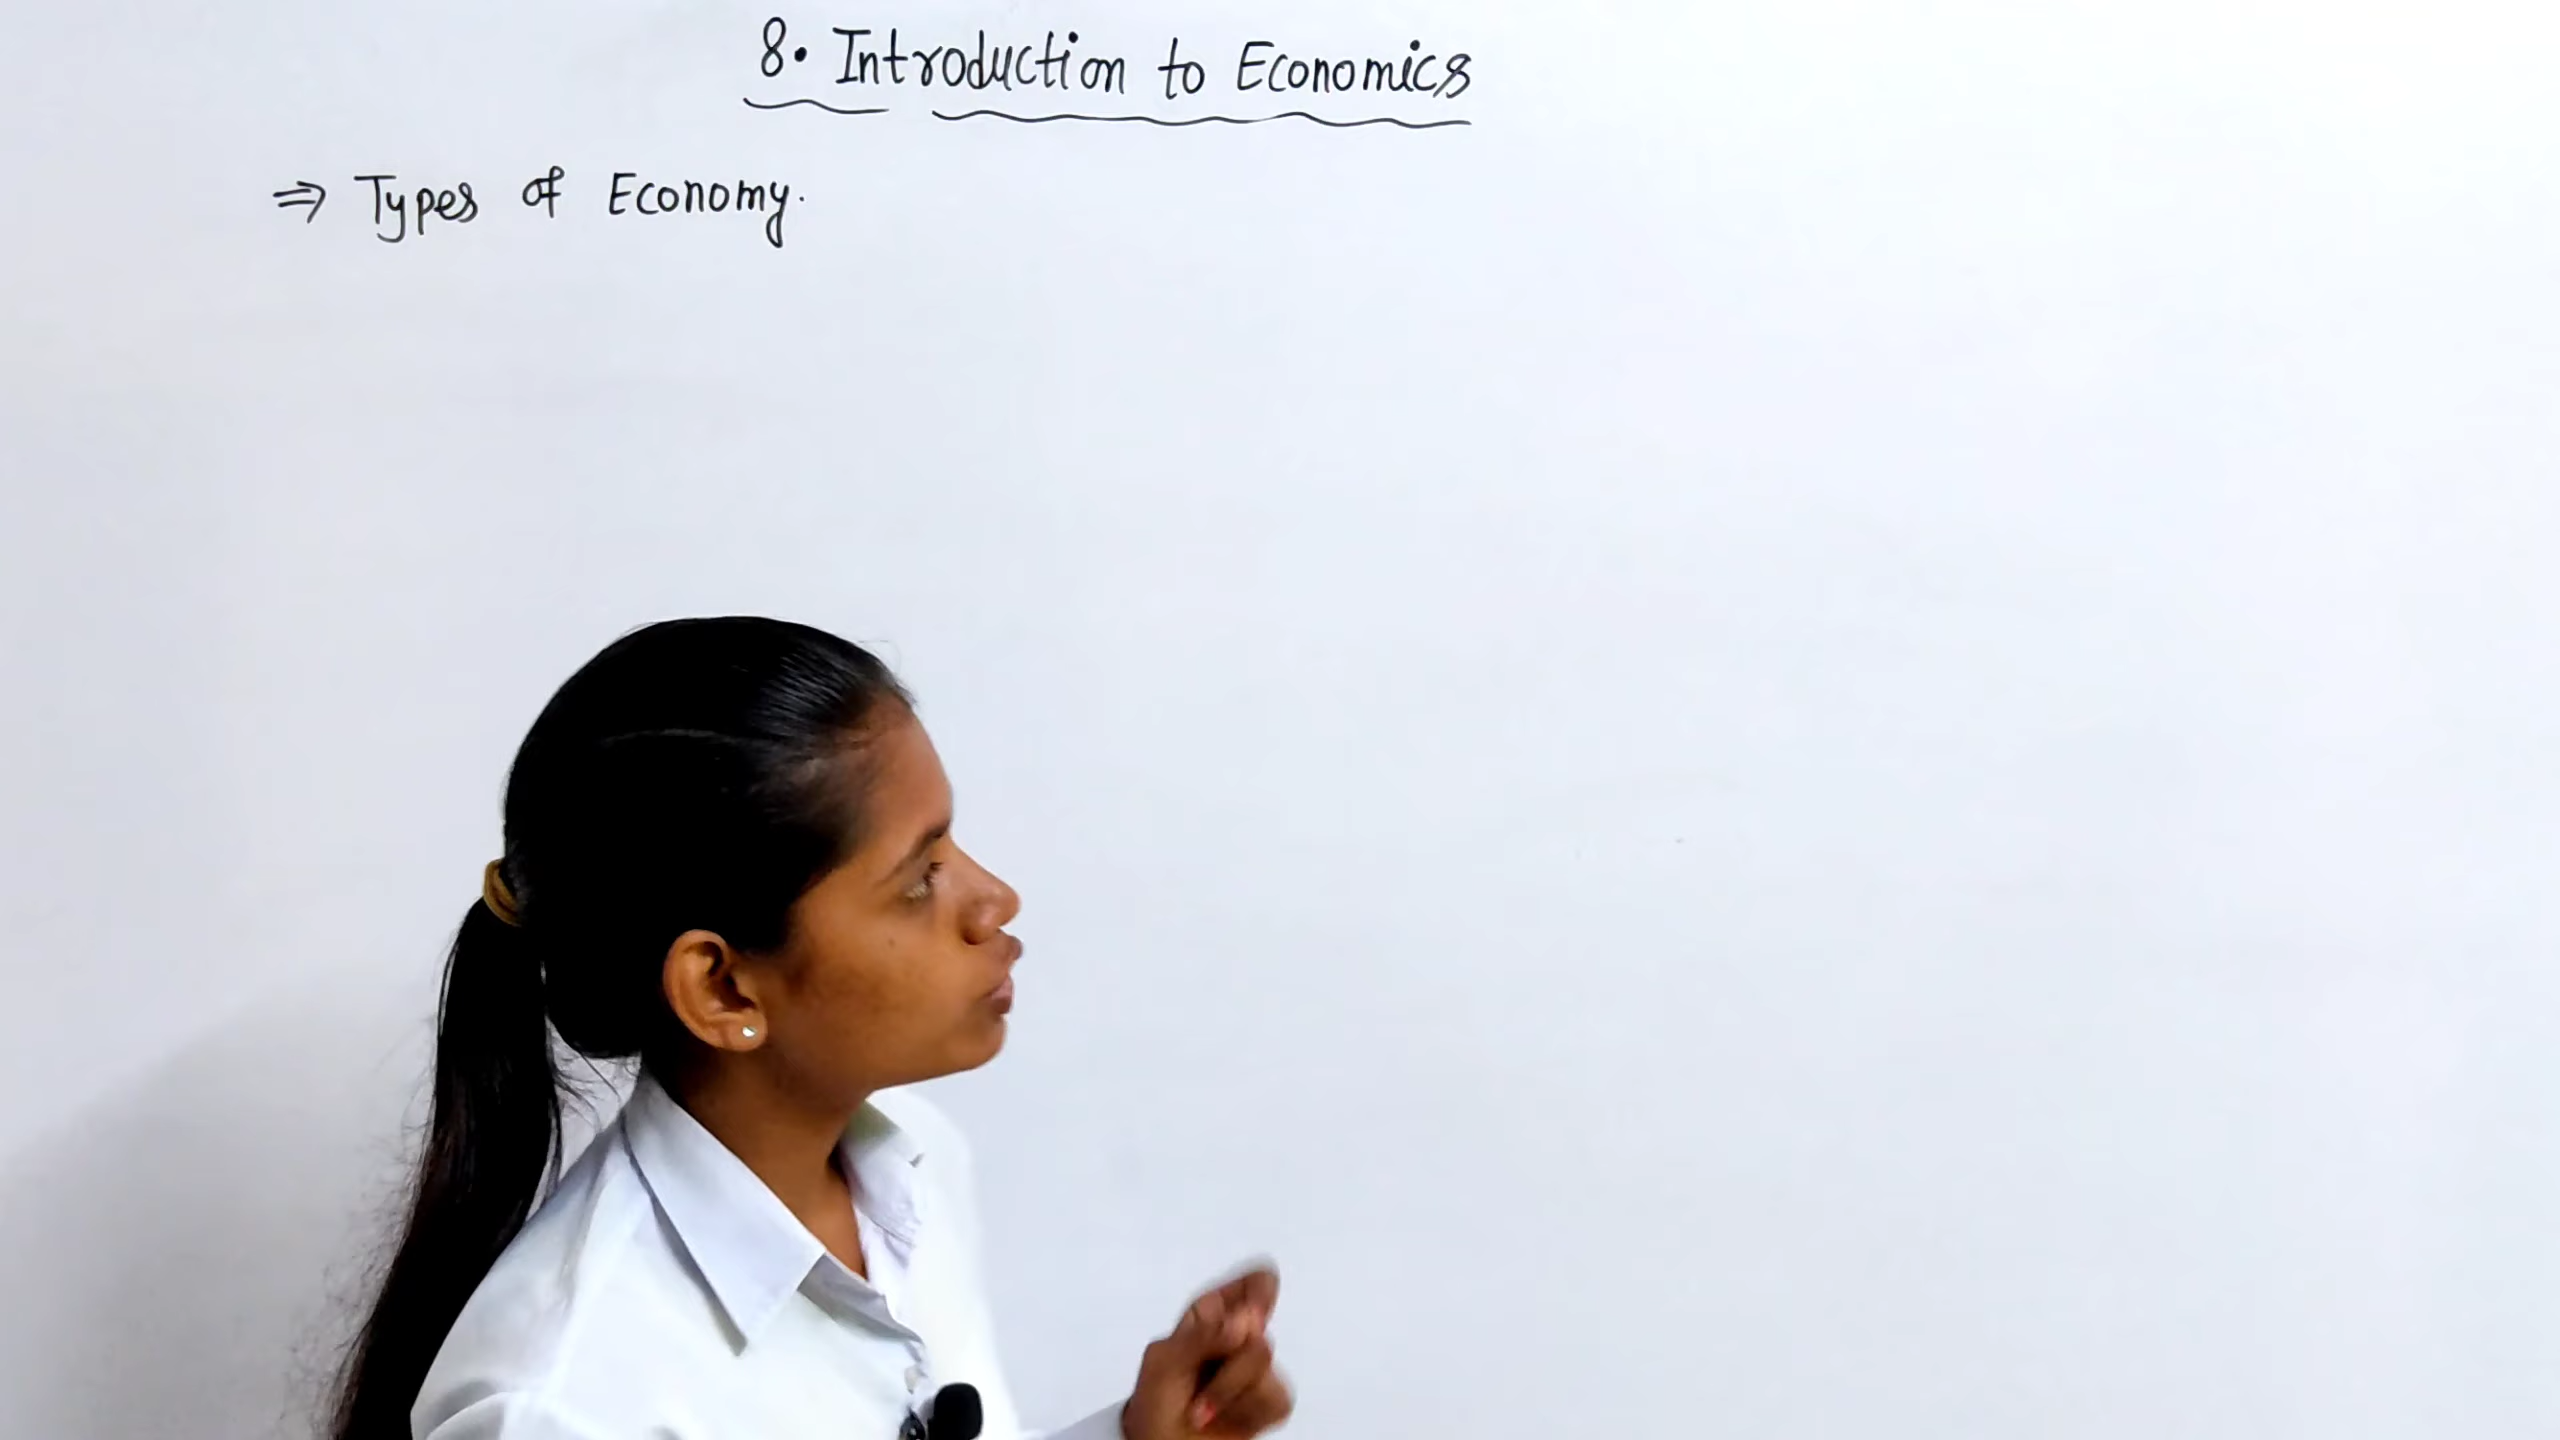 8. Introduction to Economics
⇒ Types of Economy.